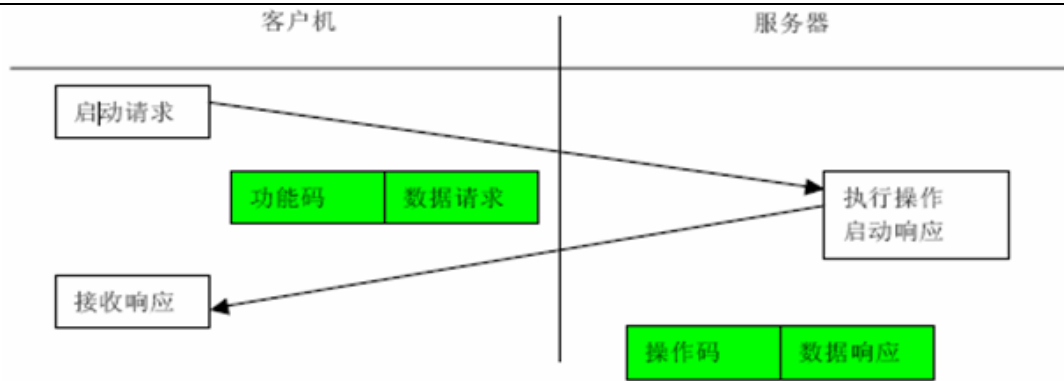 客户机
服务器
启动请求
功能码 数据请求
执行操作
启动响应
接收响应
操作码 数据响应